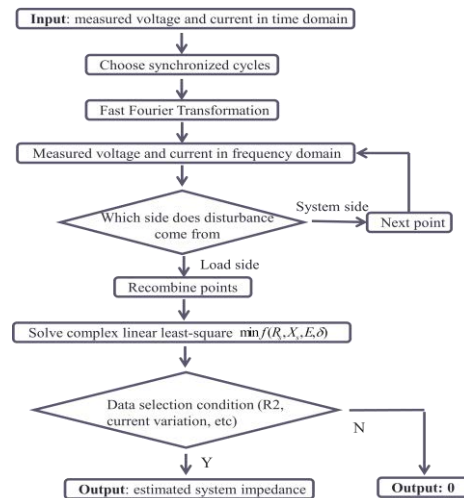 Input: measured voltage and current in time domain
Choose synchronized cycles
Fast Fourier Transformation
Measured voltage and current in frequency domain
Which side does disturbance
come from
System side
Next point
Load side
Recombine points
Solve complex linear least-square min f(Rs,Xs,E,δ)
Data selection condition (R2,
current variation, etc)
N
Y
Output: estimated system impedance
Output: 0